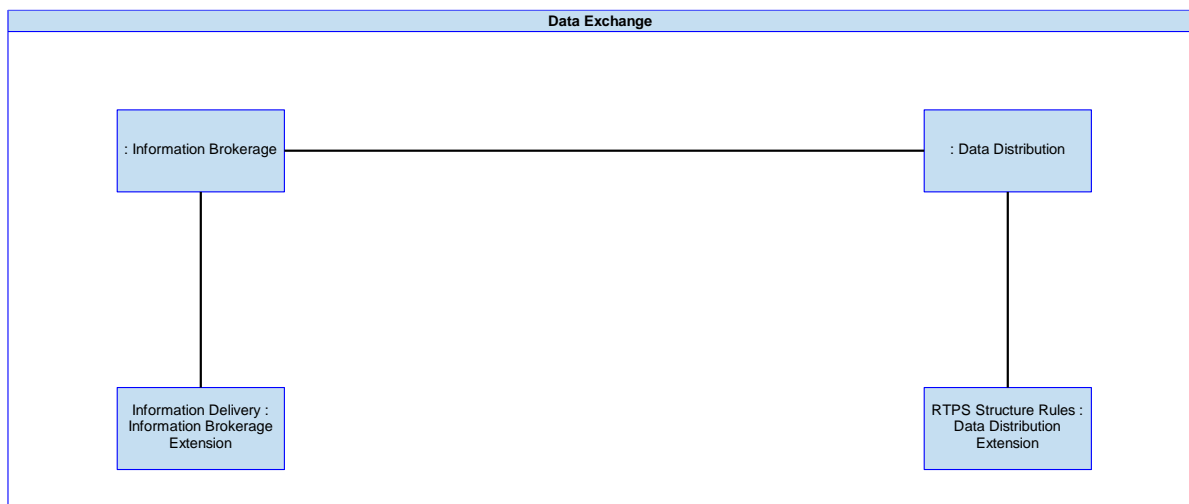 Data Exchange
: Information Brokerage
: Data Distribution
Information Delivery :
Information Brokerage
Extension
RTPS Structure Rules :
Data Distribution
Extension